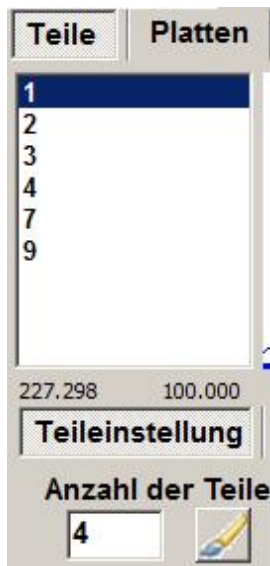 Teile Platten
1
2
3
4
7
9
227.298 100.000
Teileinstellung
Anzahl der Teile
4